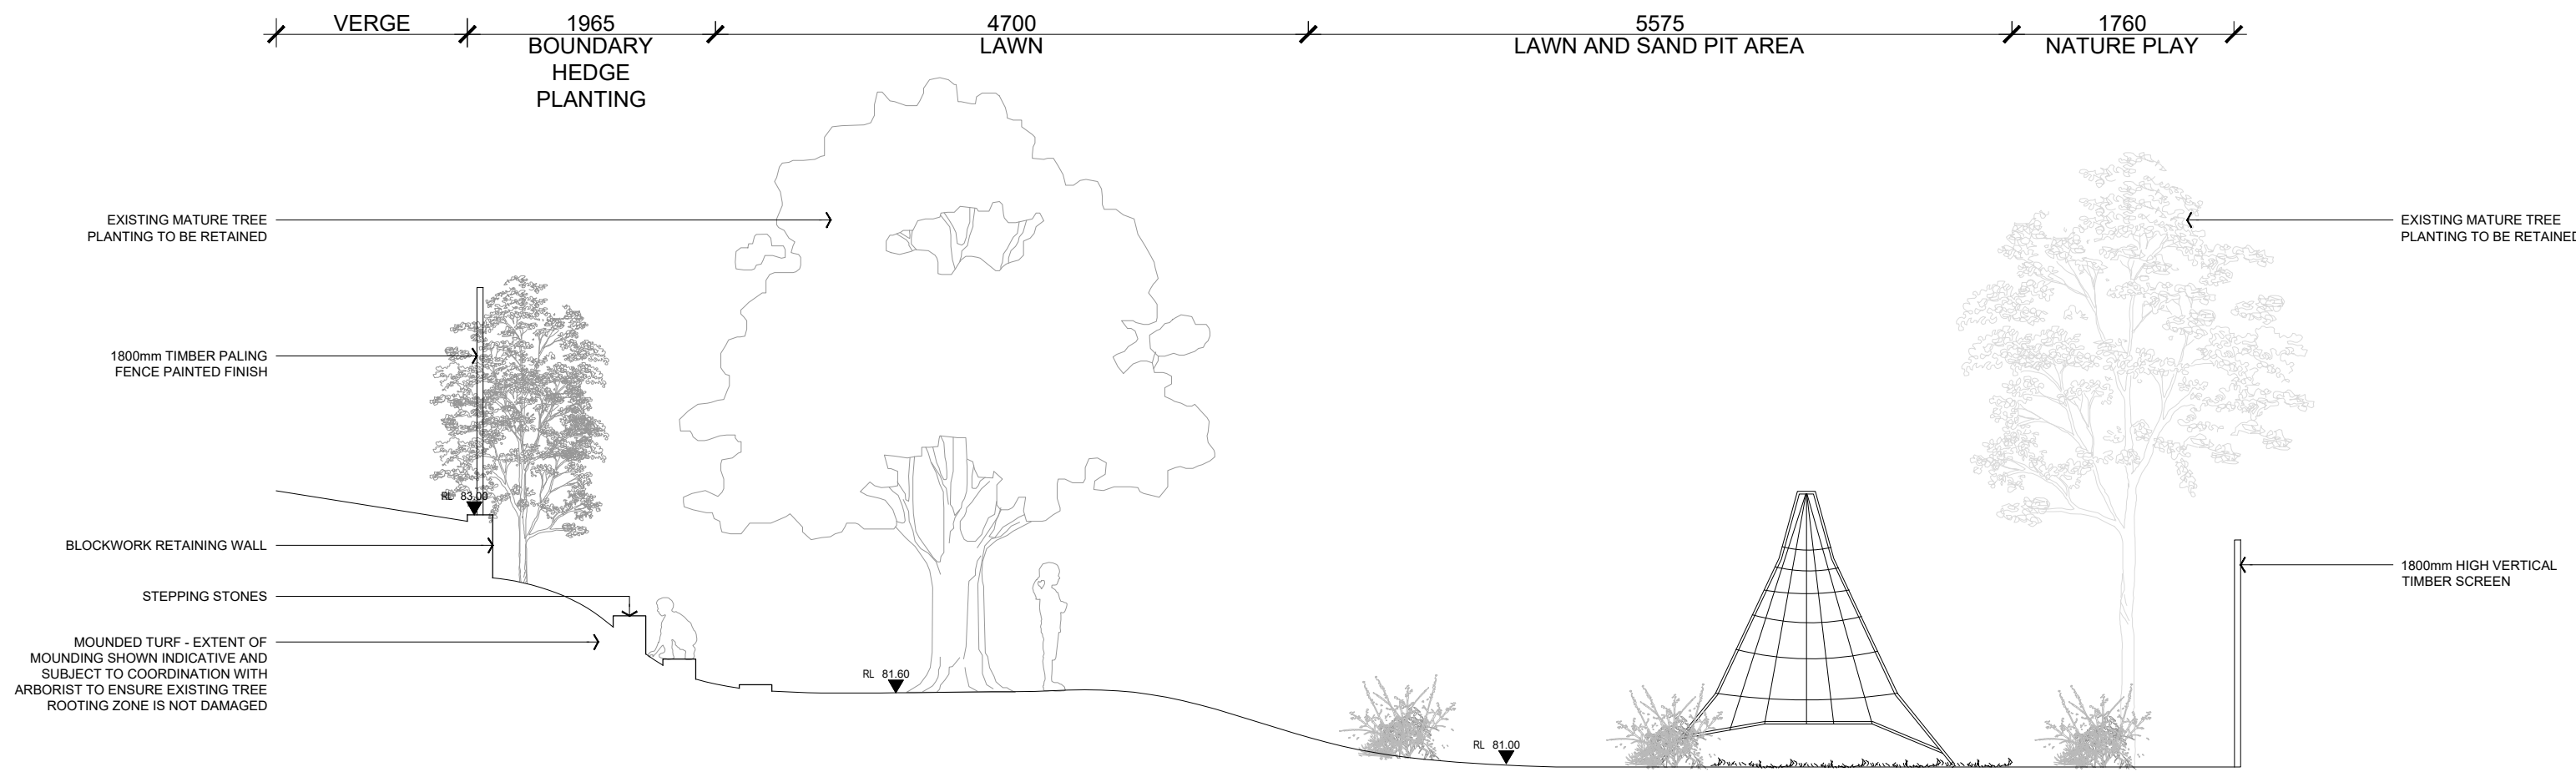 VERGE
1965
4700
5575
1760
BOUNDARY
HEDGE
PLANTING
LAWN
LAWN AND SAND PIT AREA
NATURE PLAY
EXISTING MATURE TREE
PLANTING TO BE RETAINED
EXISTING MATURE TREE
PLANTING TO BE RETAINED
1800mm TIMBER PALING
FENCE PAINTED FINISH
RL 83.00
BLOCKWORK RETAINING WALL
1800mm HIGH VERTICAL
TIMBER SCREEN
STEPPING STONES
MOUNDED TURF - EXTENT OF
MOUNDING SHOWN INDICATIVE AND
SUBJECT TO COORDINATION WITH
ARBORIST TO ENSURE EXISTING TREE
ROOTING ZONE IS NOT DAMAGED
RL 81.60
RL 81.00